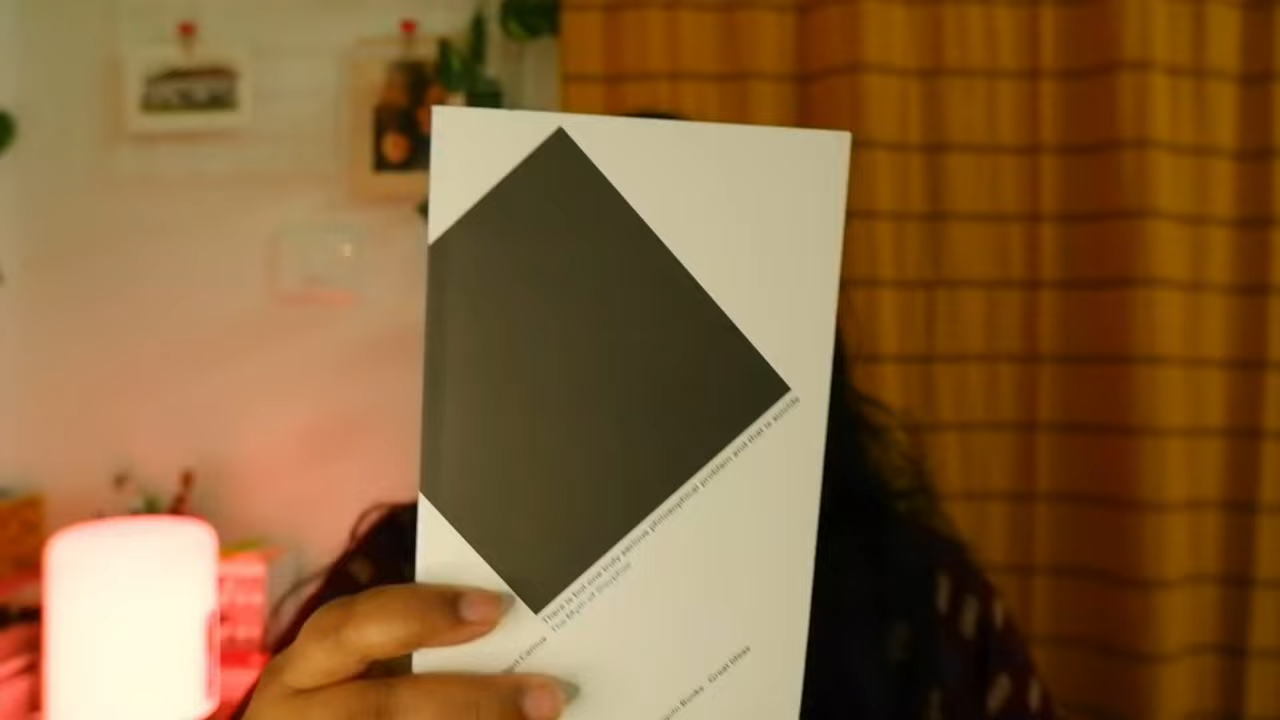 There is but one truly serious philosophical problem and that is suicide
The Myth of Sisyphus
Camus
Books Great Ideas